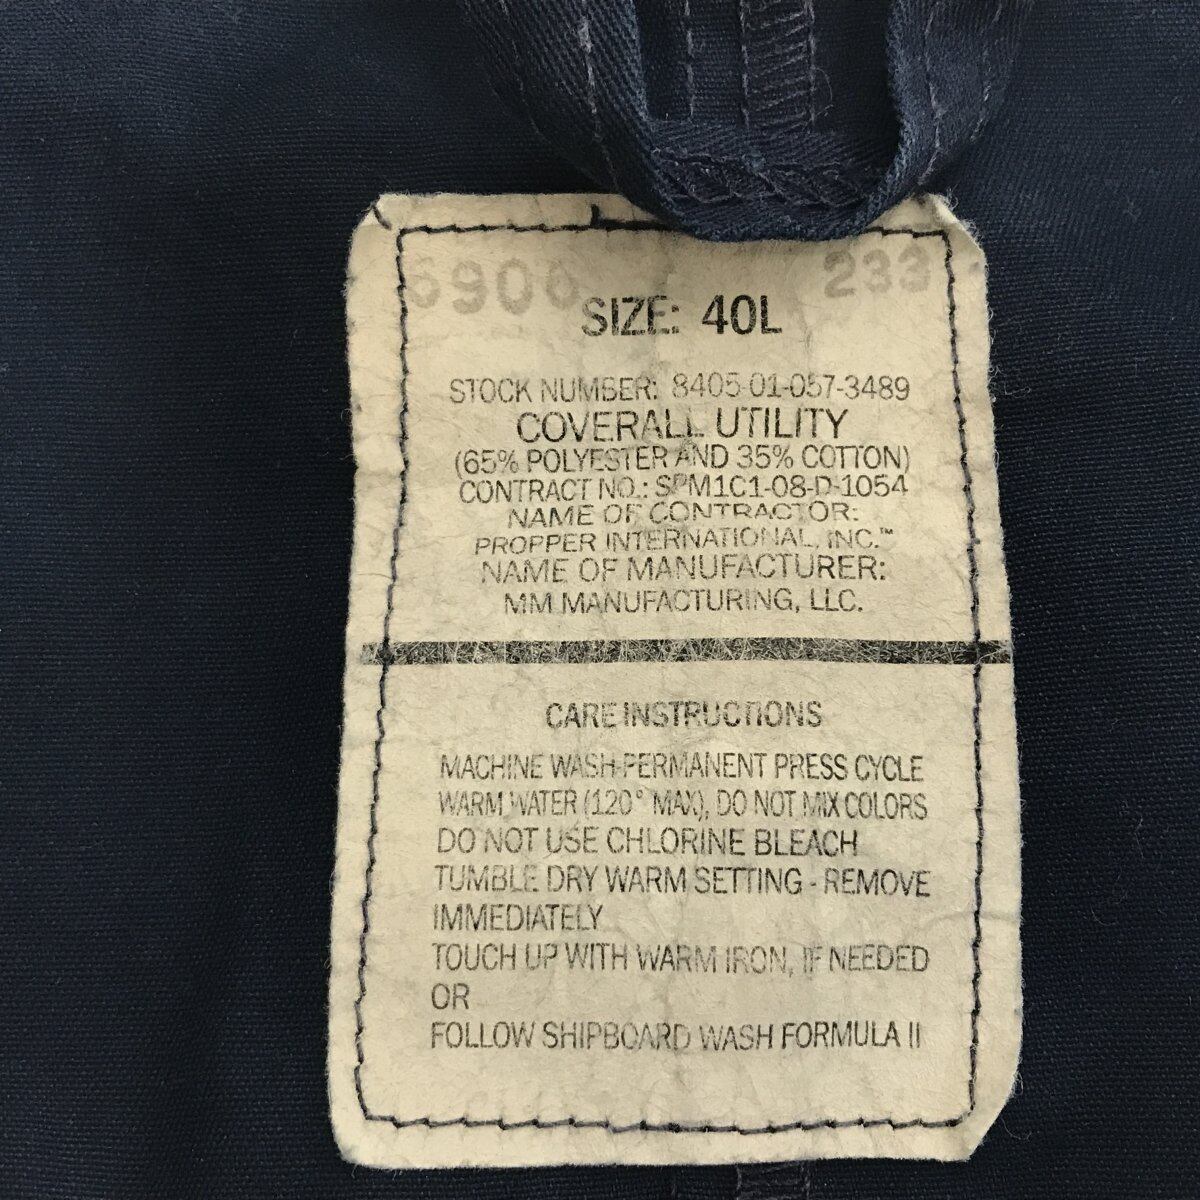 6906 233
SIZE: 40L
STOCK NUMBER: 8405-01-057-3489
COVERALL UTILITY
(65% POLYESTER AND 35% COTTON)
CONTRACT NO.: SPM1C1-08-D-1054
NAME OF CONTRACTOR:
PROPPER INTERNATIONAL, INC.™
NAME OF MANUFACTURER:
MM MANUFACTURING, LLC.
CARE INSTRUCTIONS
MACHINE WASH-PERMANENT PRESS CYCLE
WARM WATER (120° MAX), DO NOT MIX COLORS
DO NOT USE CHLORINE BLEACH
TUMBLE DRY WARM SETTING - REMOVE
IMMEDIATELY
TOUCH UP WITH WARM IRON, IF NEEDED
OR
FOLLOW SHIPBOARD WASH FORMULA II